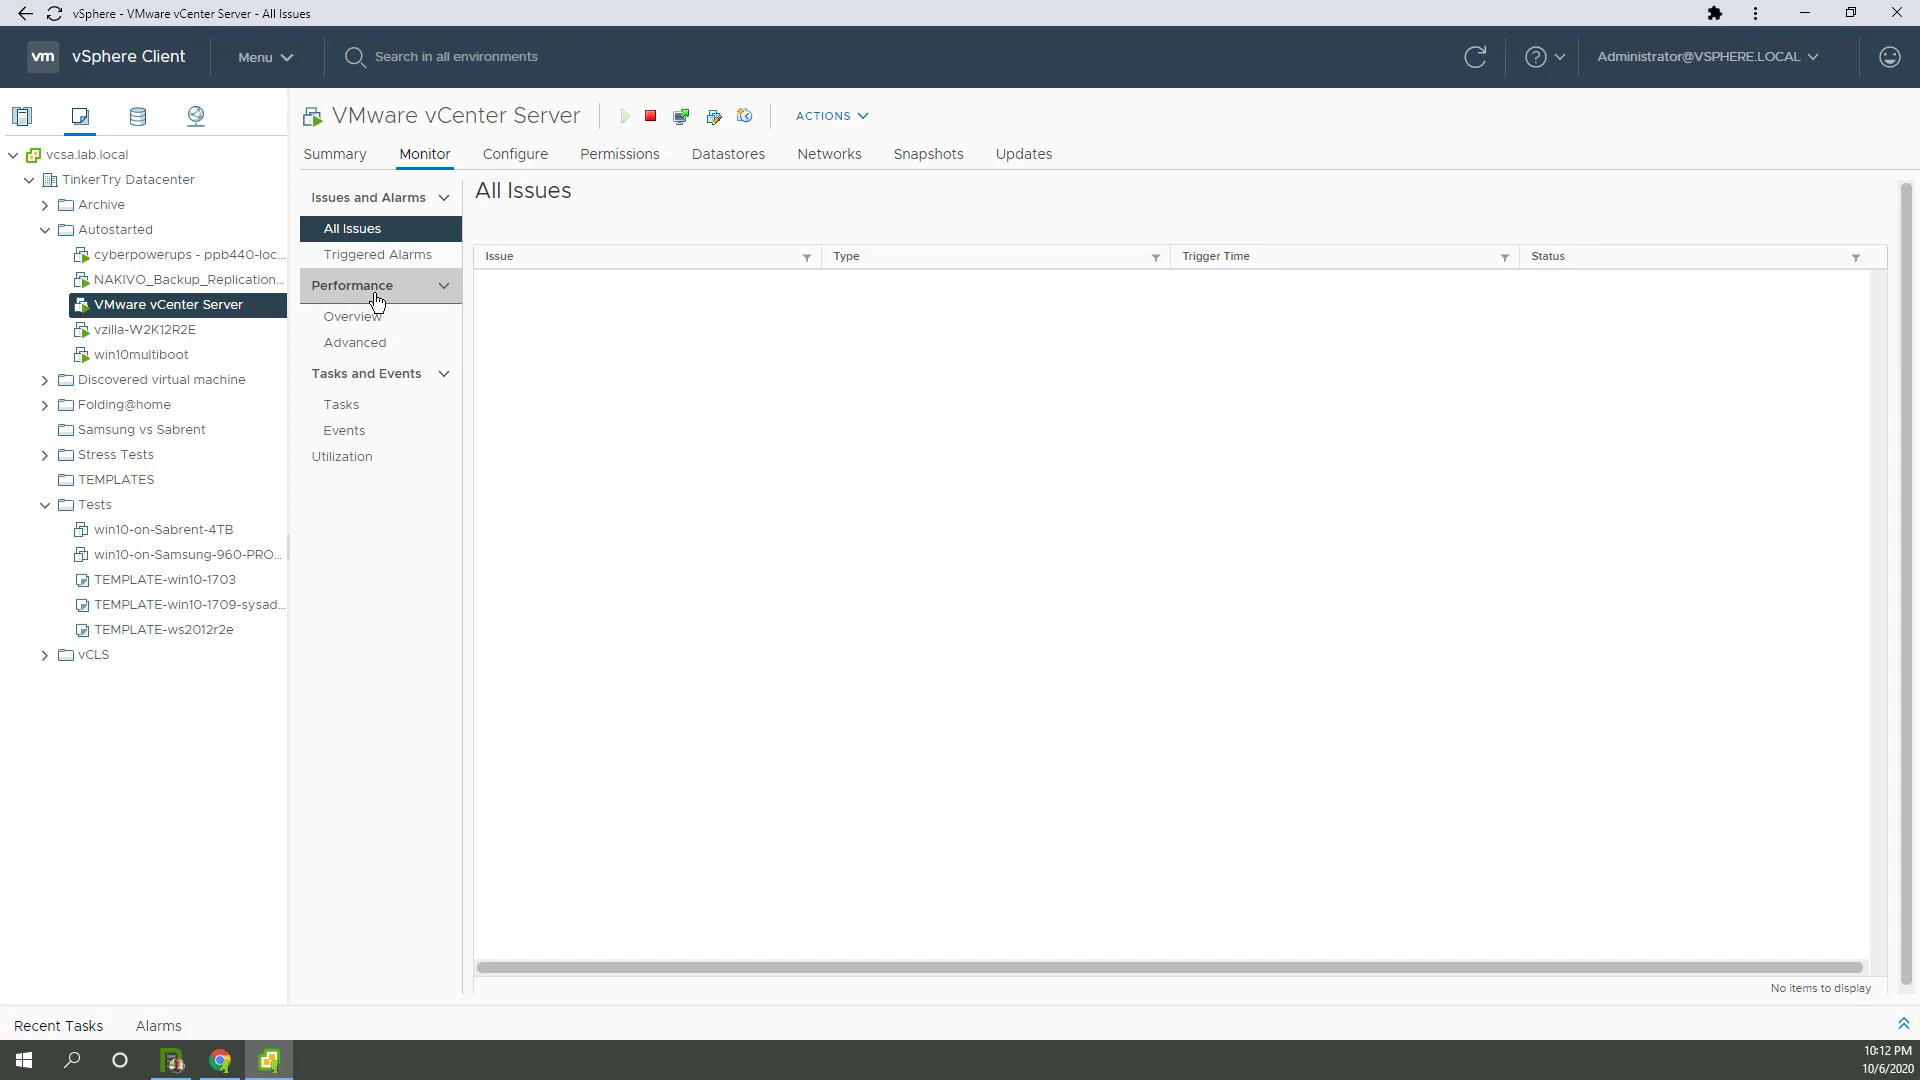 vSphere - VMware vCenter Server - All Issues
vm vSphere Client Menu Search in all environments Administrator@VSPHERE.LOCAL
VMware vCenter Server ACTIONS
Summary Monitor Configure Permissions Datastores Networks Snapshots Updates
vcsa.lab.local
TinkerTry Datacenter
Archive
Autostarted
cyberpowerups - ppb440-loc...
NAKIVO_Backup_Replication...
VMware vCenter Server
vzilla-W2K12R2E
win10multiboot
Discovered virtual machine
Folding@home
Samsung vs Sabrent
Stress Tests
TEMPLATES
Tests
win10-on-Sabrent-4TB
win10-on-Samsung-960-PRO...
TEMPLATE-win10-1703
TEMPLATE-win10-1709-sysad...
TEMPLATE-ws2012r2e
vCLS
Issues and Alarms
All Issues
Triggered Alarms
Performance
Overview
Advanced
Tasks and Events
Tasks
Events
Utilization
All Issues
Issue Type Trigger Time Status
No items to display
Recent Tasks Alarms
10:12 PM
10/6/2020